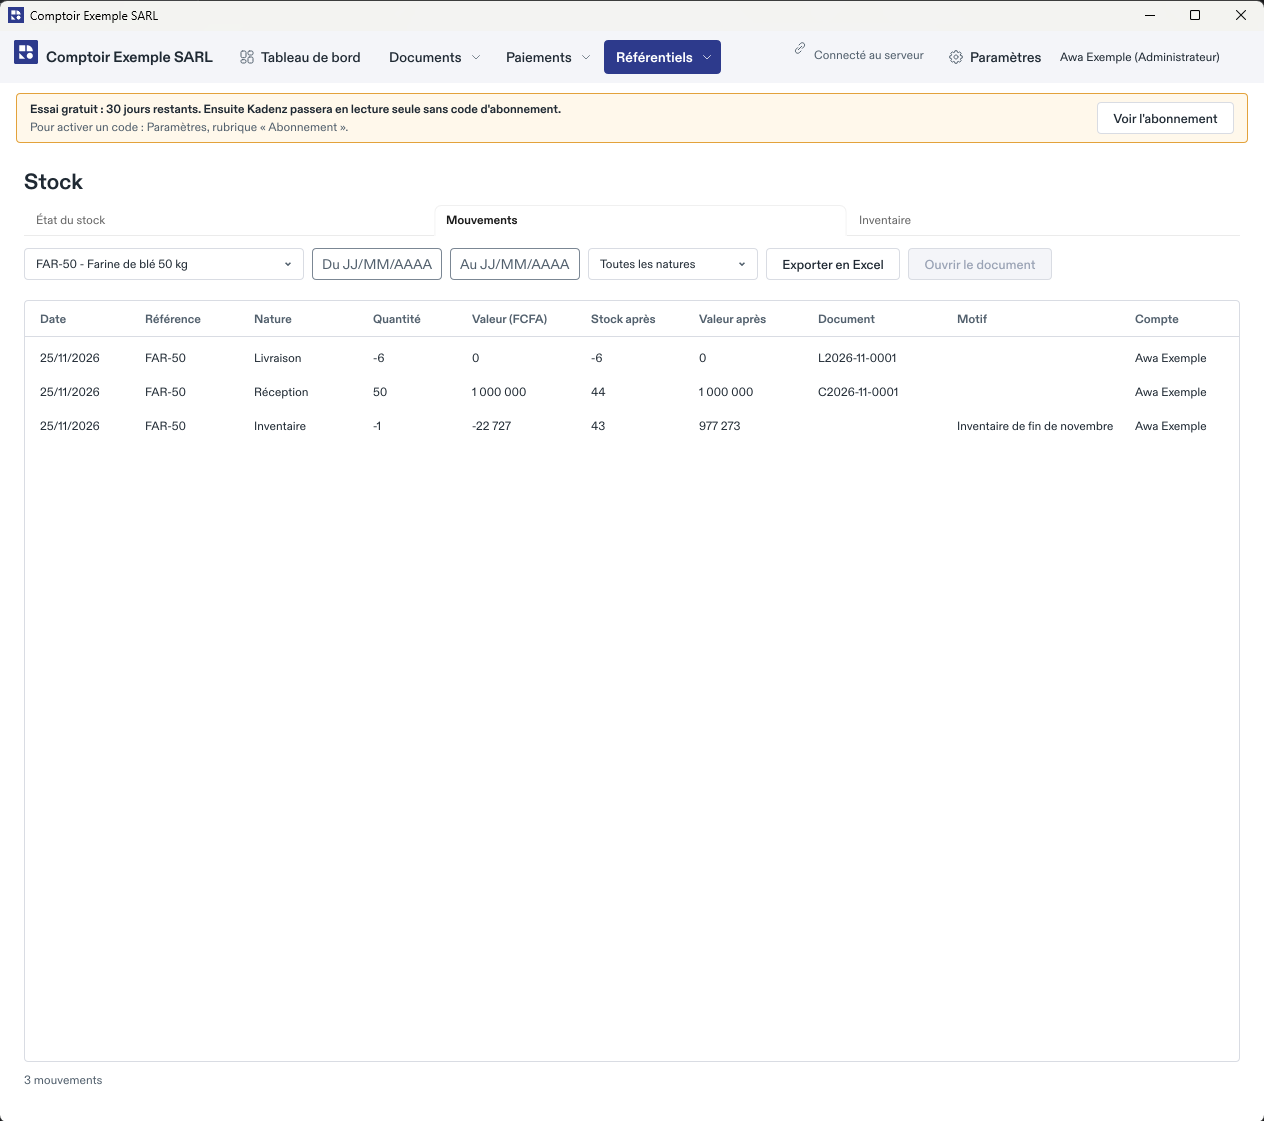 Comptoir Exemple SARL
Comptoir Exemple SARL Tableau de bord Documents Paiements Référentiels Connecté au serveur Paramètres Awa Exemple (Administrateur)
Essai gratuit : 30 jours restants. Ensuite Kadenz passera en lecture seule sans code d'abonnement.
Pour activer un code : Paramètres, rubrique « Abonnement ».
Voir l'abonnement
Stock
État du stock Mouvements Inventaire
FAR-50 - Farine de blé 50 kg Du JJ/MM/AAAA Au JJ/MM/AAAA Toutes les natures Exporter en Excel Ouvrir le document
Date Référence Nature Quantité Valeur (FCFA) Stock après Valeur après Document Motif Compte
25/11/2026 FAR-50 Livraison -6 0 -6 0 L2026-11-0001 Awa Exemple
25/11/2026 FAR-50 Réception 50 1 000 000 44 1 000 000 C2026-11-0001 Awa Exemple
25/11/2026 FAR-50 Inventaire -1 -22 727 43 977 273 Inventaire de fin de novembre Awa Exemple
3 mouvements